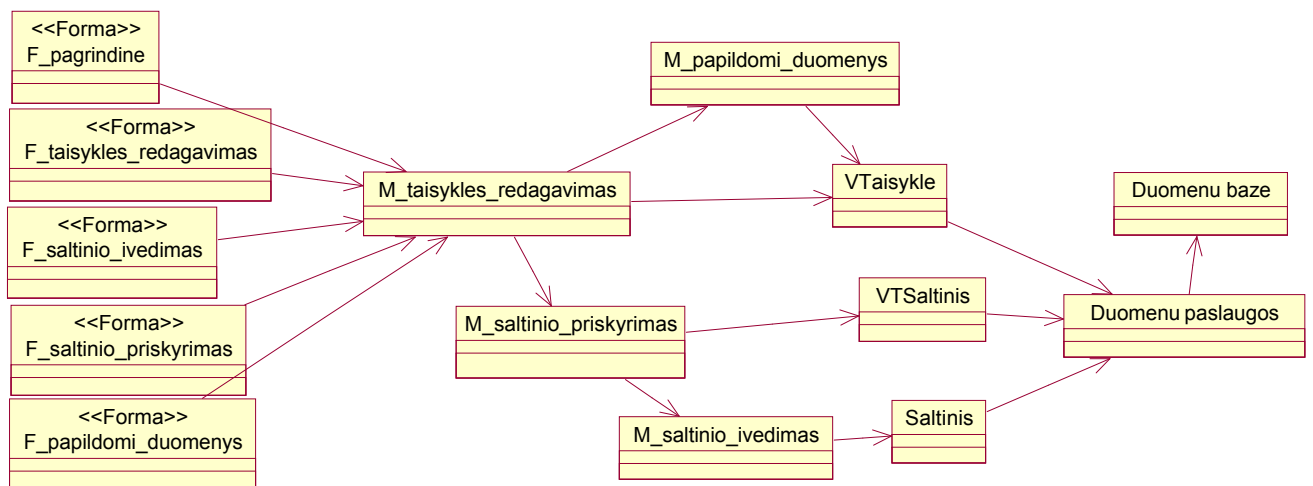 <<Forma>>
F_pagrindine
<<Forma>>
F_taisykles_redagavimas
<<Forma>>
F_saltinio_ivedimas
<<Forma>>
F_saltinio_priskyrimas
<<Forma>>
F_papildomi_duomenys
M_taisykles_redagavimas
M_papildomi_duomenys
M_saltinio_priskyrimas
M_saltinio_ivedimas
VTaisykle
VTSaltinis
Saltinis
Duomenu baze
Duomenu paslaugos